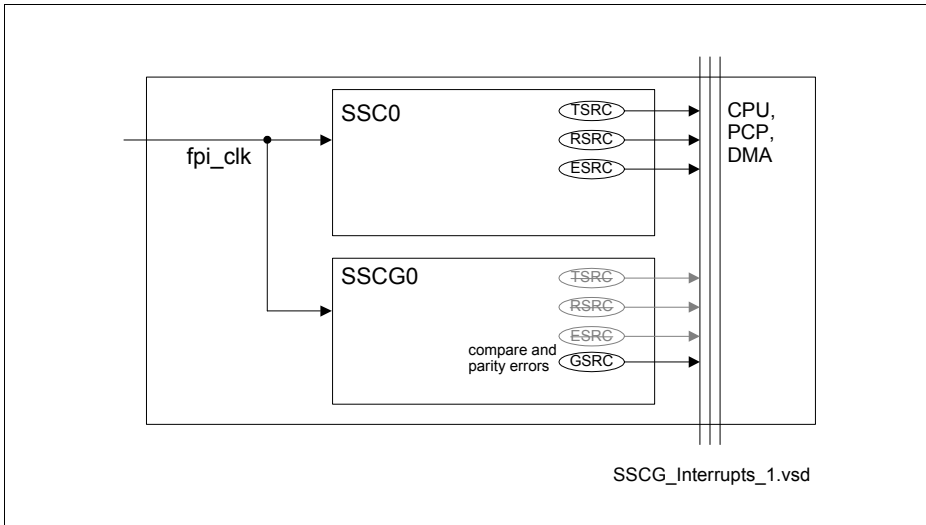 SSC0
TSRC
RSRC
ESRC
CPU,
PCP,
DMA
fpi_clk
SSCG0
TSRC
RSRC
ESRC
compare and
parity errors
GSRC
SSCG_Interrupts_1.vsd